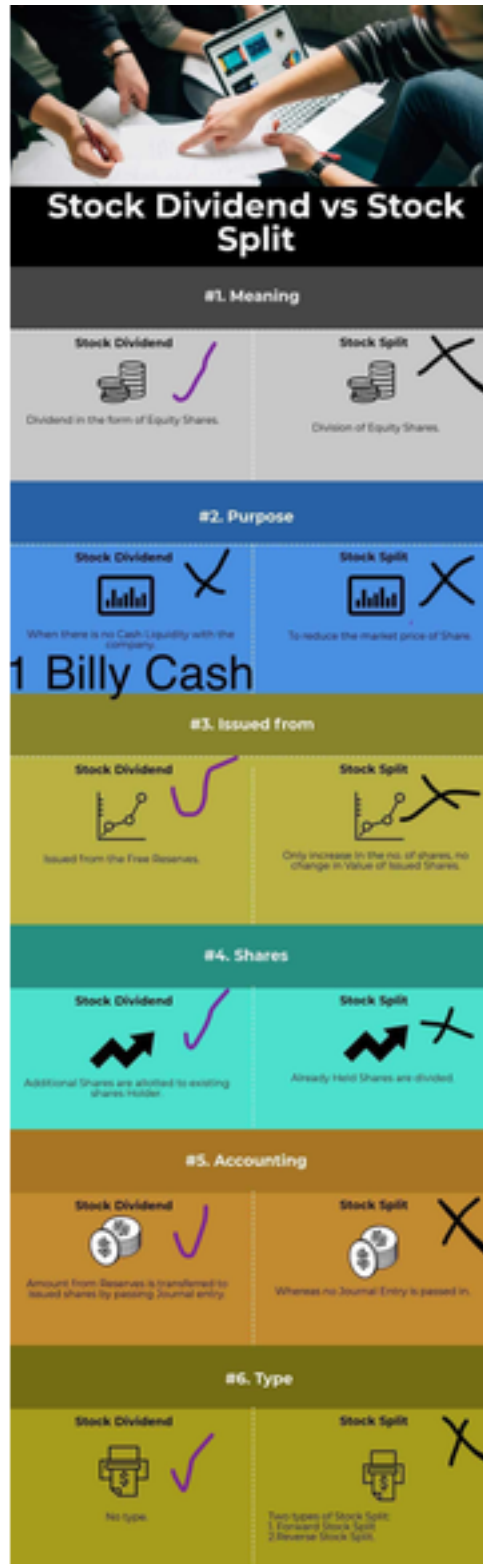 Stock Dividend vs Stock
Split
#1. Meaning
Stock Dividend
Dividend in the form of Equity Shares.
Stock Split
Division of Equity Shares.
#2. Purpose
Stock Dividend
When there is no Cash Liquidity with the
company.
1 Billy Cash
Stock Split
To reduce the market price of Share.
#3. Issued from
Stock Dividend
Issued from the Free Reserves.
Stock Split
Only increase in the no. of shares, no
change in Value of Issued Shares.
#4. Shares
Stock Dividend
Additional Shares are allotted to existing
shares Holder.
Stock Split
Already Held Shares are divided.
#5. Accounting
Stock Dividend
Amount from Reserves is transferred to
Issued shares by passing Journal entry.
Stock Split
Whereas no Journal Entry is passed in.
#6. Type
Stock Dividend
No type.
Stock Split
Two types of Stock Split:
1. Forward Stock Split
2.Reverse Stock Split.